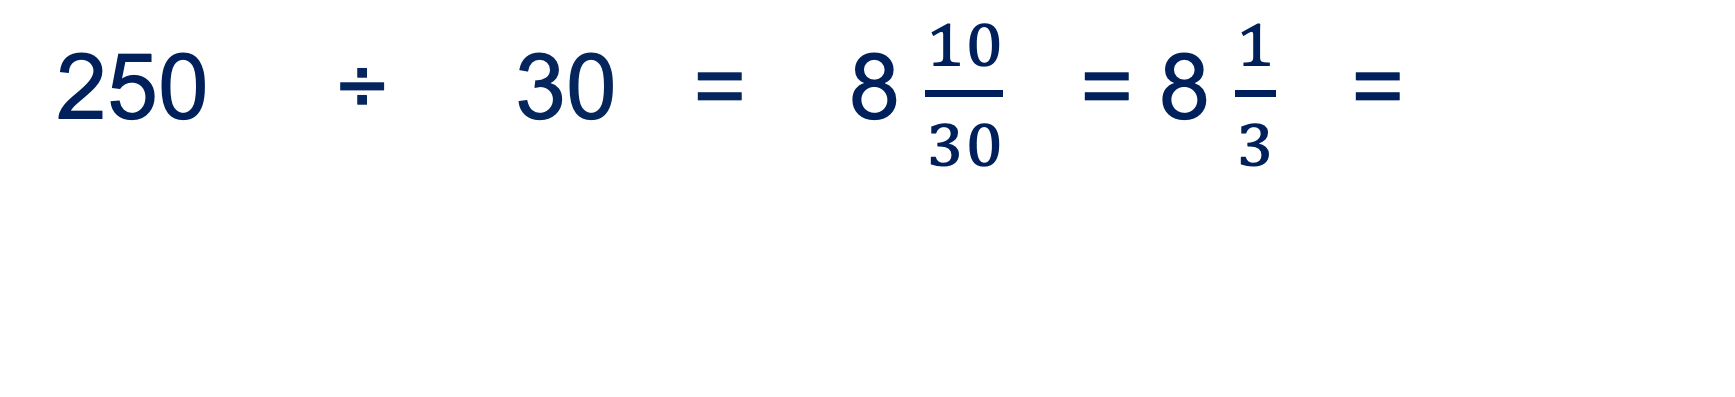 250 ÷ 30 = 8 10/30 = 8 1/3 =